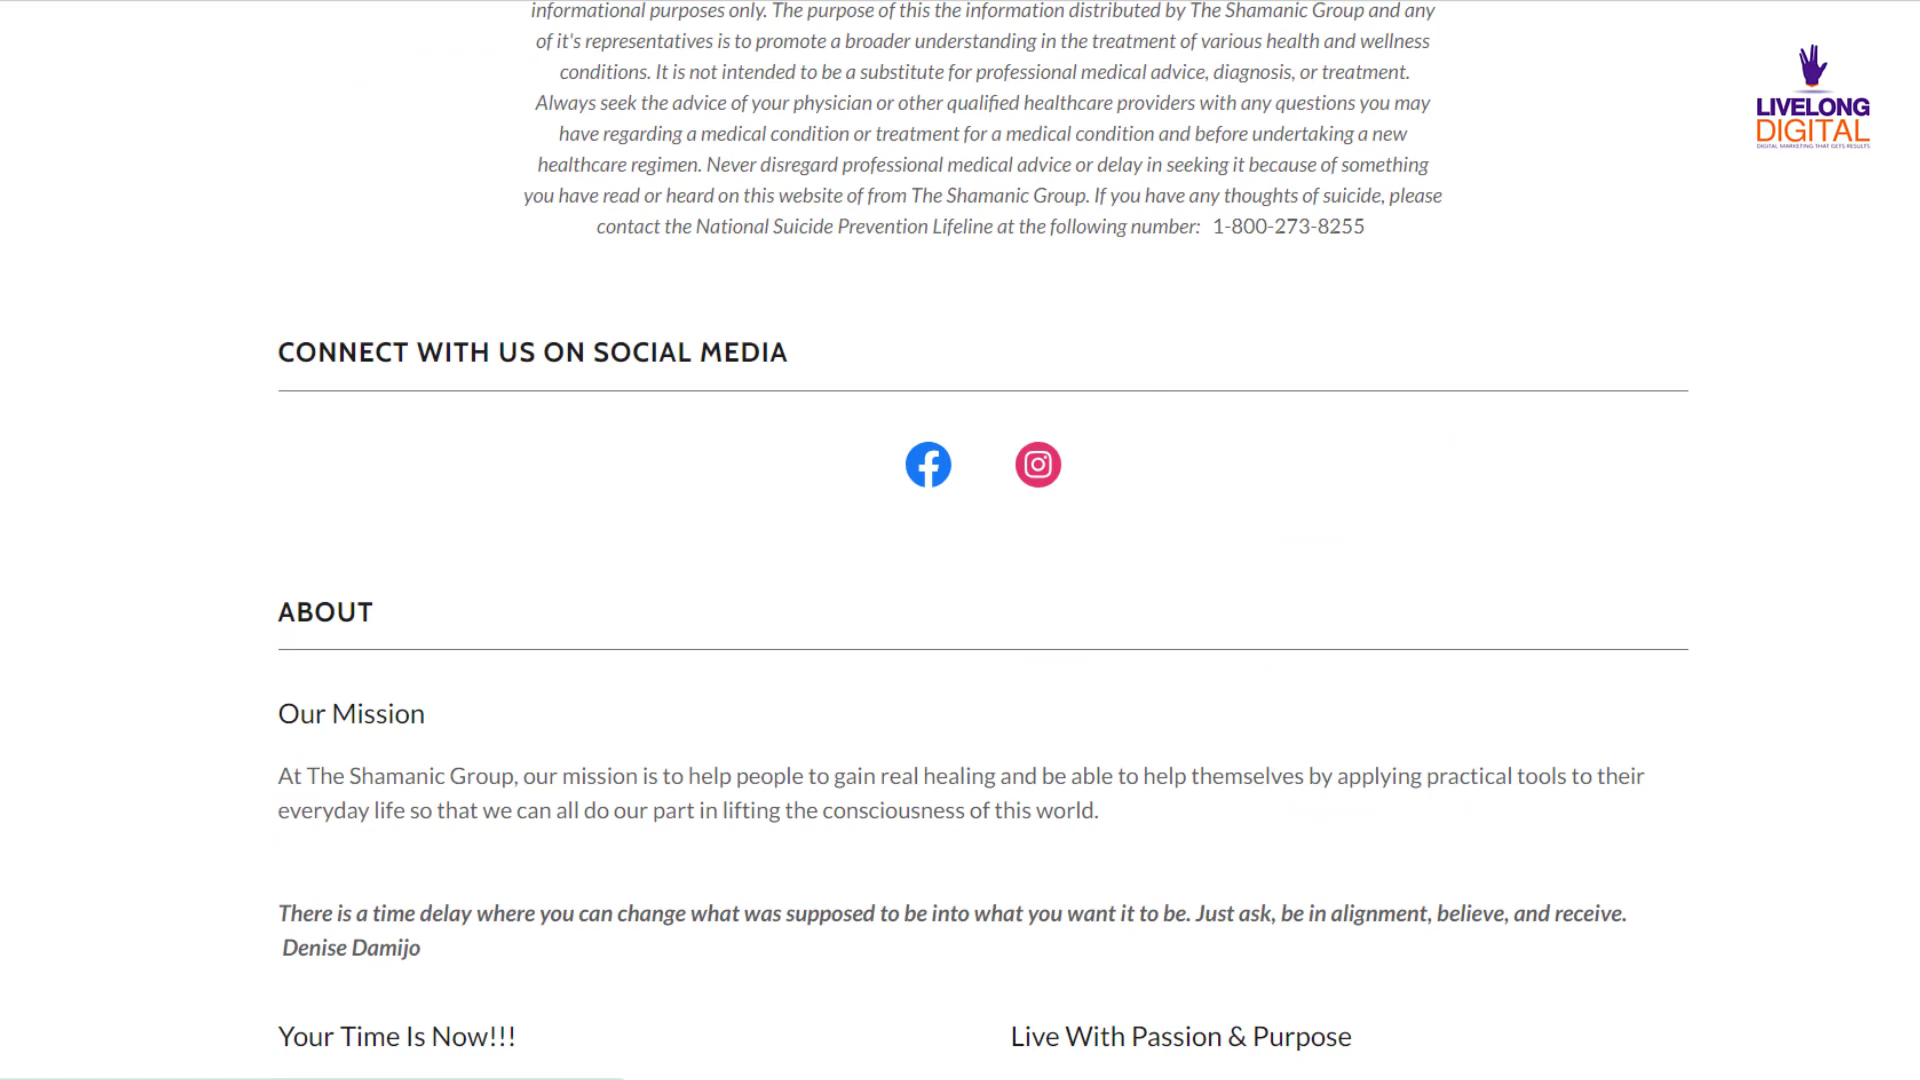 informational purposes only. The purpose of this the information distributed by The Shamanic Group and any
of it's representatives is to promote a broader understanding in the treatment of various health and wellness
conditions. It is not intended to be a substitute for professional medical advice, diagnosis, or treatment.
Always seek the advice of your physician or other qualified healthcare providers with any questions you may
have regarding a medical condition or treatment for a medical condition and before undertaking a new
healthcare regimen. Never disregard professional medical advice or delay in seeking it because of something
you have read or heard on this website of from The Shamanic Group. If you have any thoughts of suicide, please
contact the National Suicide Prevention Lifeline at the following number: 1-800-273-8255
LIVELONG
DIGITAL
DIGITAL MARKETING THAT GETS RESULTS
CONNECT WITH US ON SOCIAL MEDIA
ABOUT
Our Mission
At The Shamanic Group, our mission is to help people to gain real healing and be able to help themselves by applying practical tools to their
everyday life so that we can all do our part in lifting the consciousness of this world.
There is a time delay where you can change what was supposed to be into what you want it to be. Just ask, be in alignment, believe, and receive.
Denise Damijo
Your Time Is Now!!!
Live With Passion & Purpose